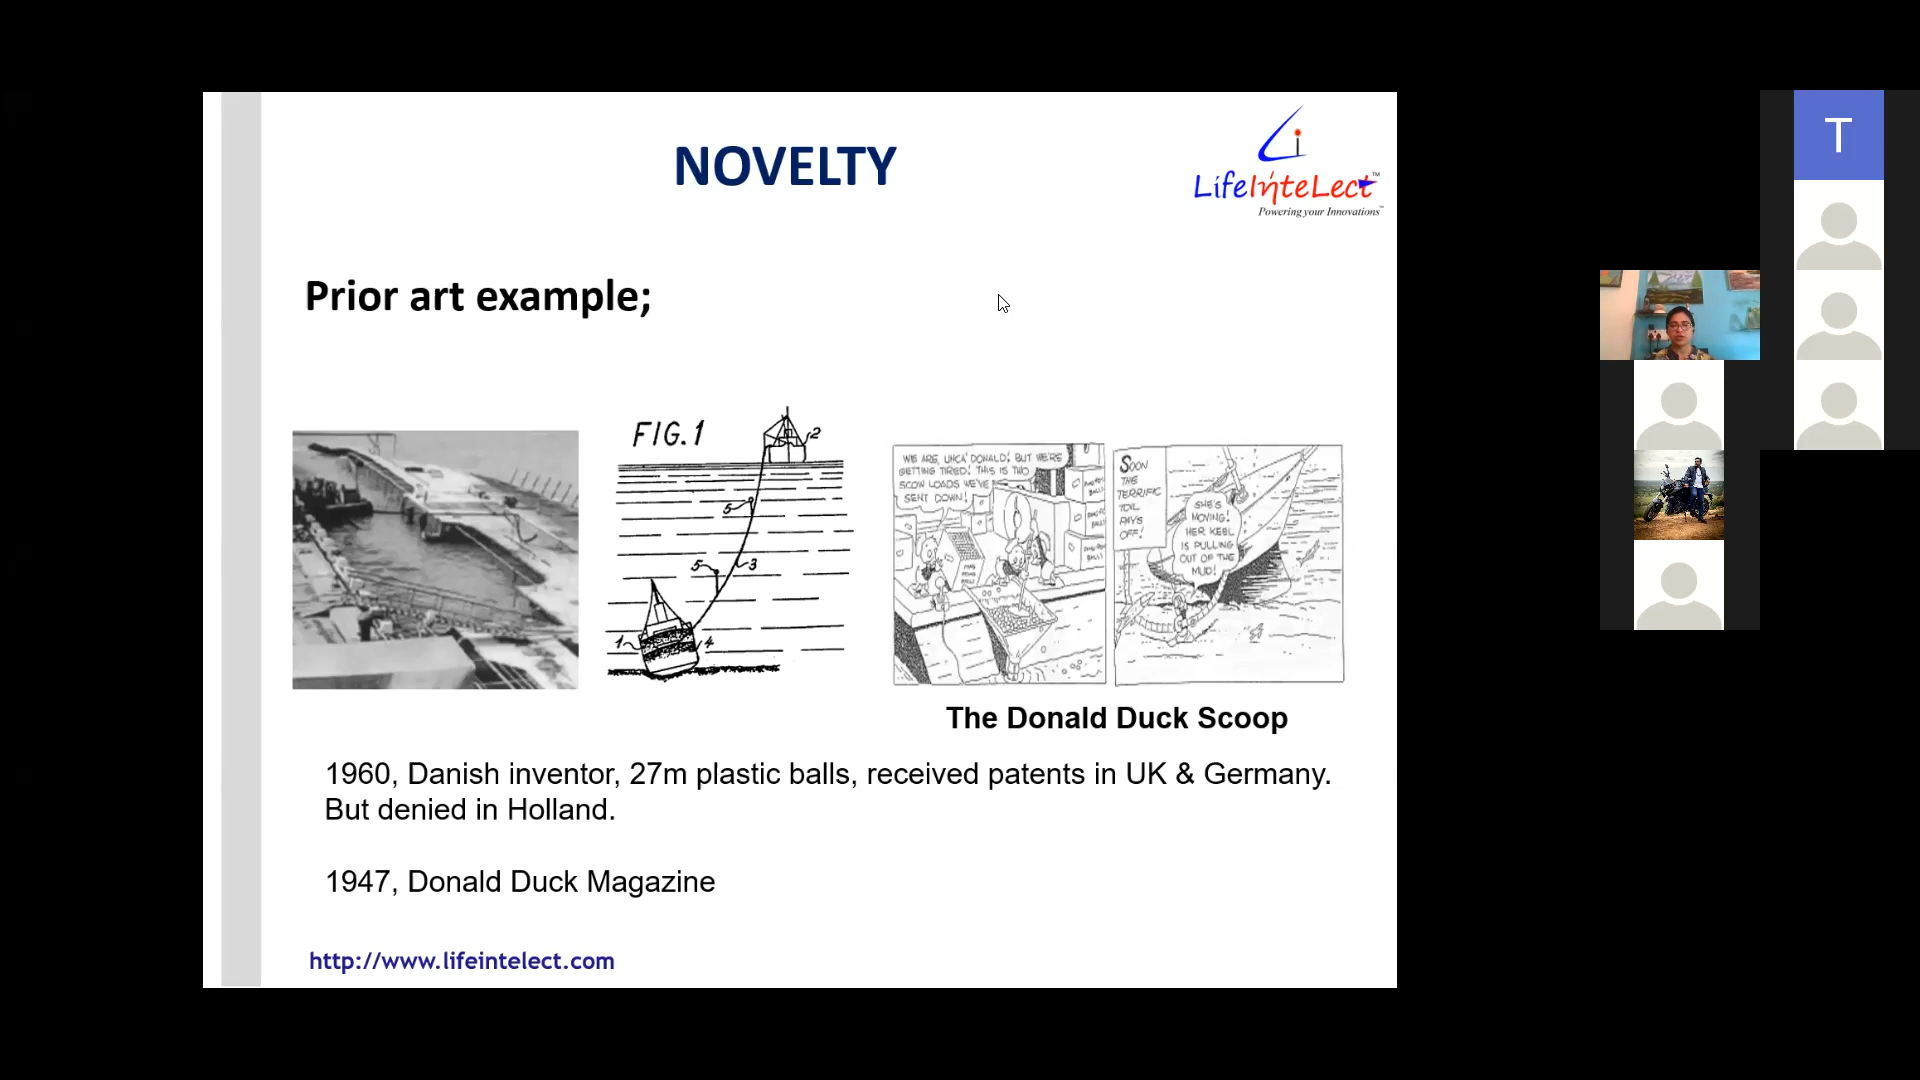 NOVELTY
LifeInteLect™
Powering your Innovations
T
Prior art example;
FIG.1
2
5
5
3
1
4
WE ARE, UNCA' DONALD! BUT WE'RE
GETTING TIRED! THIS IS TWO
SCOW LOADS WE'VE
SENT DOWN!
SOON
THE
TERRIFIC
TOIL
PAYS
OFF!
SHE'S
MOVING!
HER KEEL
IS PULLING
OUT OF THE
MUD!
The Donald Duck Scoop
1960, Danish inventor, 27m plastic balls, received patents in UK & Germany.
But denied in Holland.
1947, Donald Duck Magazine
http://www.lifeintelect.com